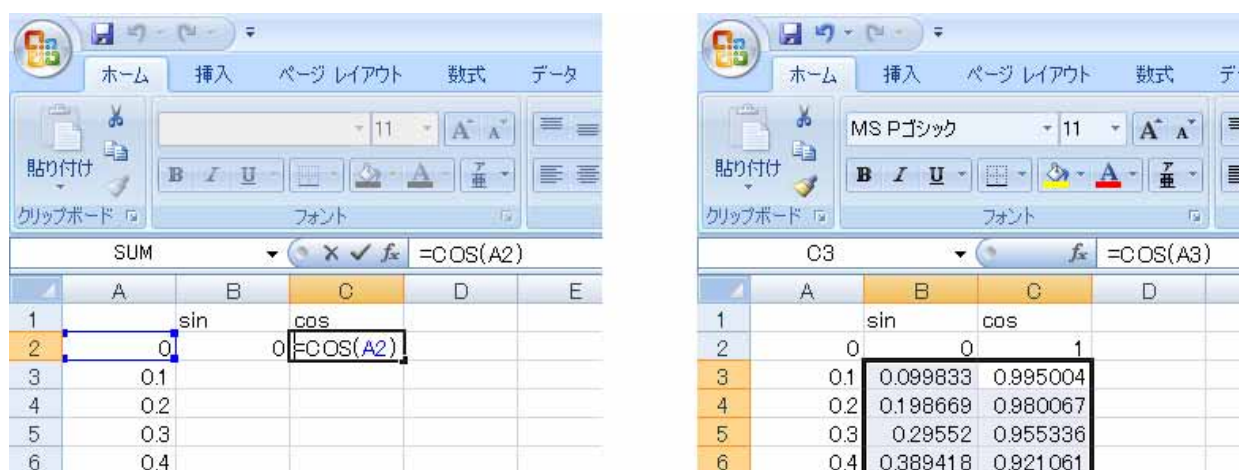 ホーム 挿入 ページ レイアウト 数式 データ
貼り付け
11 A A
B I U A ア亜
クリップボード フォント
SUM fx =COS(A2)
A B C D E
1 sin cos
2 0 0 =COS(A2)
3 0.1
4 0.2
5 0.3
6 0.4
ホーム 挿入 ページ レイアウト 数式
貼り付け
MS Pゴシック 11 A A
B I U A ア亜
クリップボード フォント
C3 fx =COS(A3)
A B C D
1 sin cos
2 0 0 1
3 0.1 0.099833 0.995004
4 0.2 0.198669 0.980067
5 0.3 0.29552 0.955336
6 0.4 0.389418 0.921061